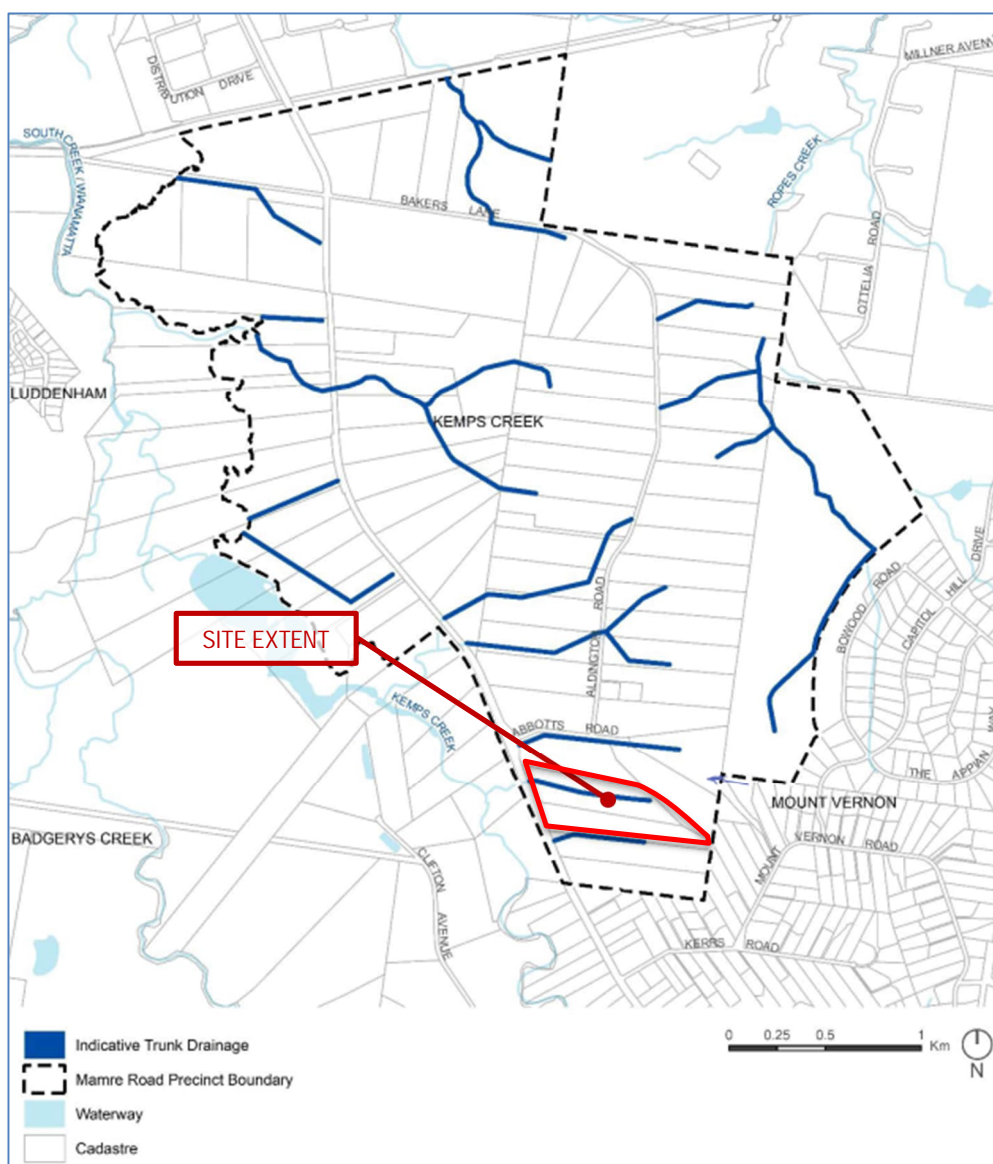 MILLNER AVENU
DISTRIBUTION DRIVE
SOUTH CREEK / WIANAMATTA
ROPES CREEK
BAKERS LANE
OTTELIA ROAD
LUDDENHAM
KEMPS CREEK
SITE EXTENT
ALDINGTON ROAD
BOWOOD ROAD
CAPITOL HILL DRIVE
KEMPS CREEK
ABBOTTS ROAD
THE APPIAN WAY
MOUNT VERNON
BADGERYS CREEK
MOUNT VERNON ROAD
CLIFTON AVENUE
KERRS ROAD
Indicative Trunk Drainage
Mamre Road Precinct Boundary
Waterway
Cadastre
0 0.25 0.5 1 Km
N